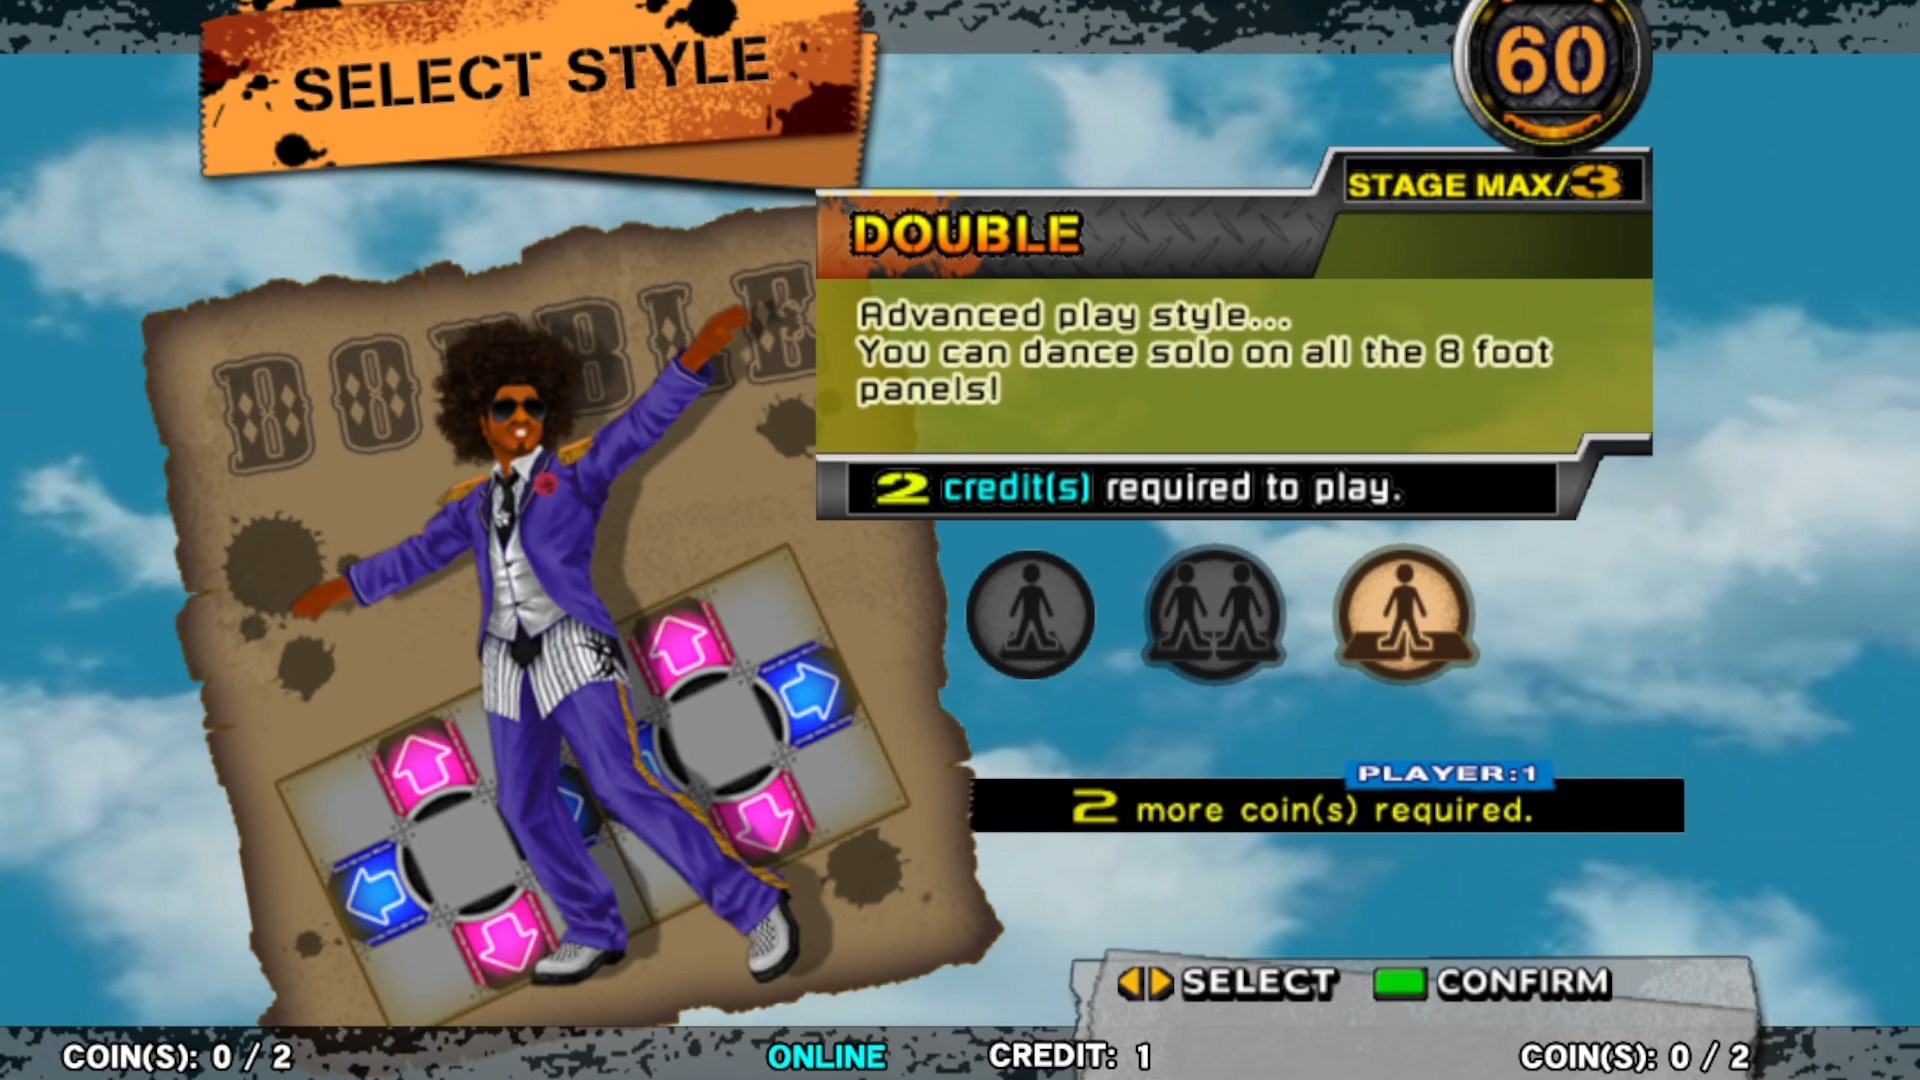 SELECT STYLE
60
STAGE MAX/3
DOUBLE
DOUBLE
Advanced play style...
You can dance solo on all the 8 foot
panels!
2 credit(s) required to play.
PLAYER:1
2 more coin(s) required.
SELECT CONFIRM
COIN(S): 0 / 2
ONLINE
CREDIT: 1
COIN(S): 0 / 2